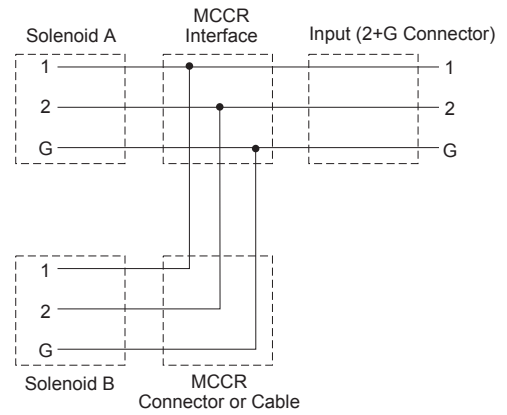 MCCR
Interface
Solenoid A
Input (2+G Connector)
1
1
2
2
G
G
1
2
G
Solenoid B
MCCR
Connector or Cable